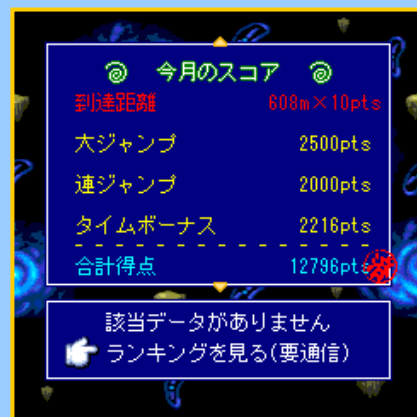 今月のスコア
到達距離 608m×10pts
大ジャンプ 2500pts
連ジャンプ 2000pts
タイムボーナス 2216pts
合計得点 12796pts
該当データがありません
ランキングを見る(要通信)